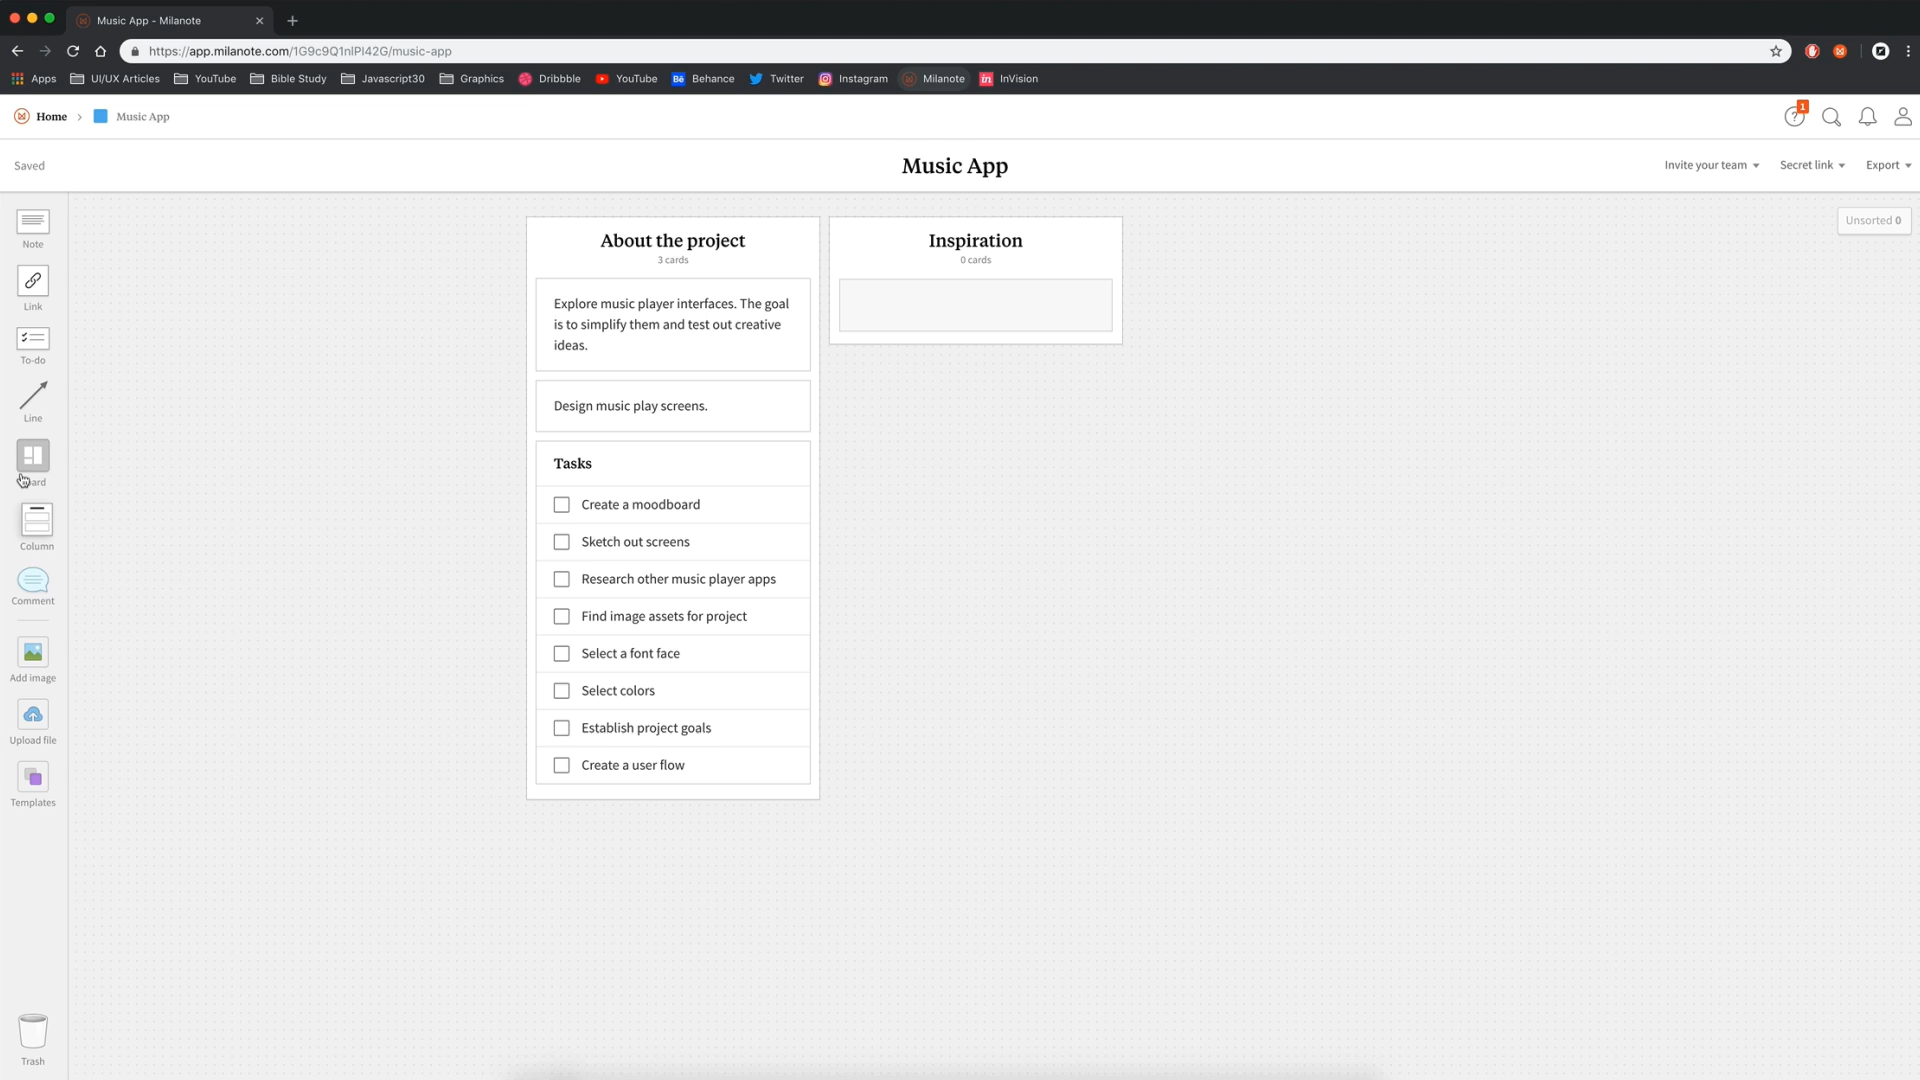 Music App - Milanote
https://app.milanote.com/1G9c9Q1nlPl42G/music-app
Apps UI/UX Articles YouTube Bible Study Javascript30 Graphics Dribbble YouTube Behance Twitter Instagram Milanote InVision
Home Music App
1
Saved
Music App
Invite your team Secret link Export
Unsorted 0
Note
Link
To-do
Line
ard
Column
Comment
Add image
Upload file
Templates
Trash
About the project
3 cards
Explore music player interfaces. The goal
is to simplify them and test out creative
ideas.
Design music play screens.
Tasks
Create a moodboard
Sketch out screens
Research other music player apps
Find image assets for project
Select a font face
Select colors
Establish project goals
Create a user flow
Inspiration
0 cards